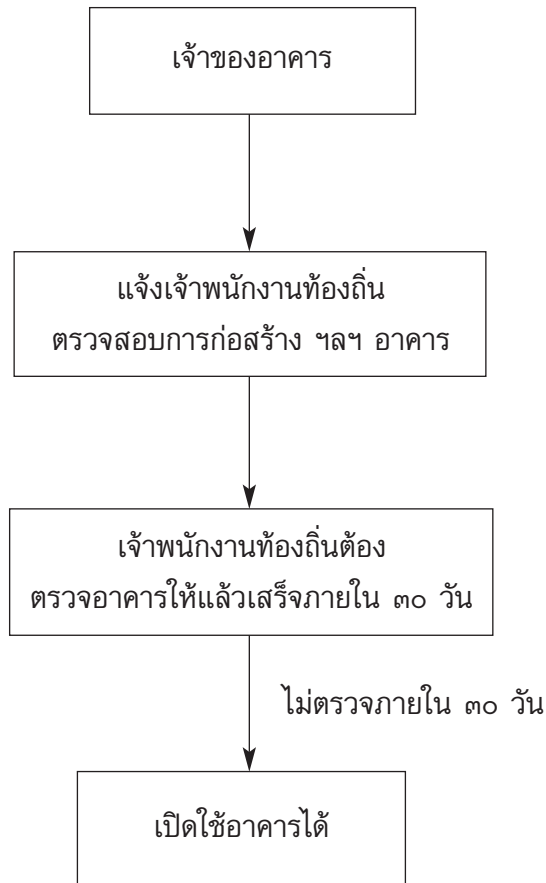 เจ้าของอาคาร
แจ้งเจ้าพนักงานท้องถิ่น
ตรวจสอบการก่อสร้าง ฯลฯ อาคาร
เจ้าพนักงานท้องถิ่นต้อง
ตรวจอาคารให้แล้วเสร็จภายใน ๓๐ วัน
ไม่ตรวจภายใน ๓๐ วัน
เปิดใช้อาคารได้